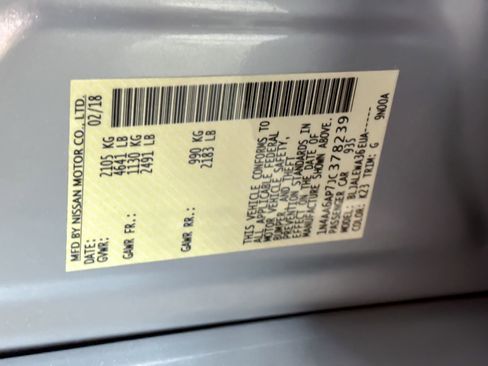 MFD BY NISSAN MOTOR CO., LTD.
DATE: 02/18
GVWR: 2105 KG
4641 LB
GAWR FR: 1130 KG
2491 LB
GAWR RR: 990 KG
2183 LB
THIS VEHICLE CONFORMS TO
ALL APPLICABLE FEDERAL
MOTOR VEHICLE SAFETY,
BUMPER, AND THEFT
PREVENTION STANDARDS IN
EFFECT ON THE DATE OF
MANUFACTURE SHOWN ABOVE.
1N4AA6AP7JC378239
PASSENGER CAR 935
MODEL: BLJALEWA36EUA-----
COLOR: K23 TRIM: G 9N00A